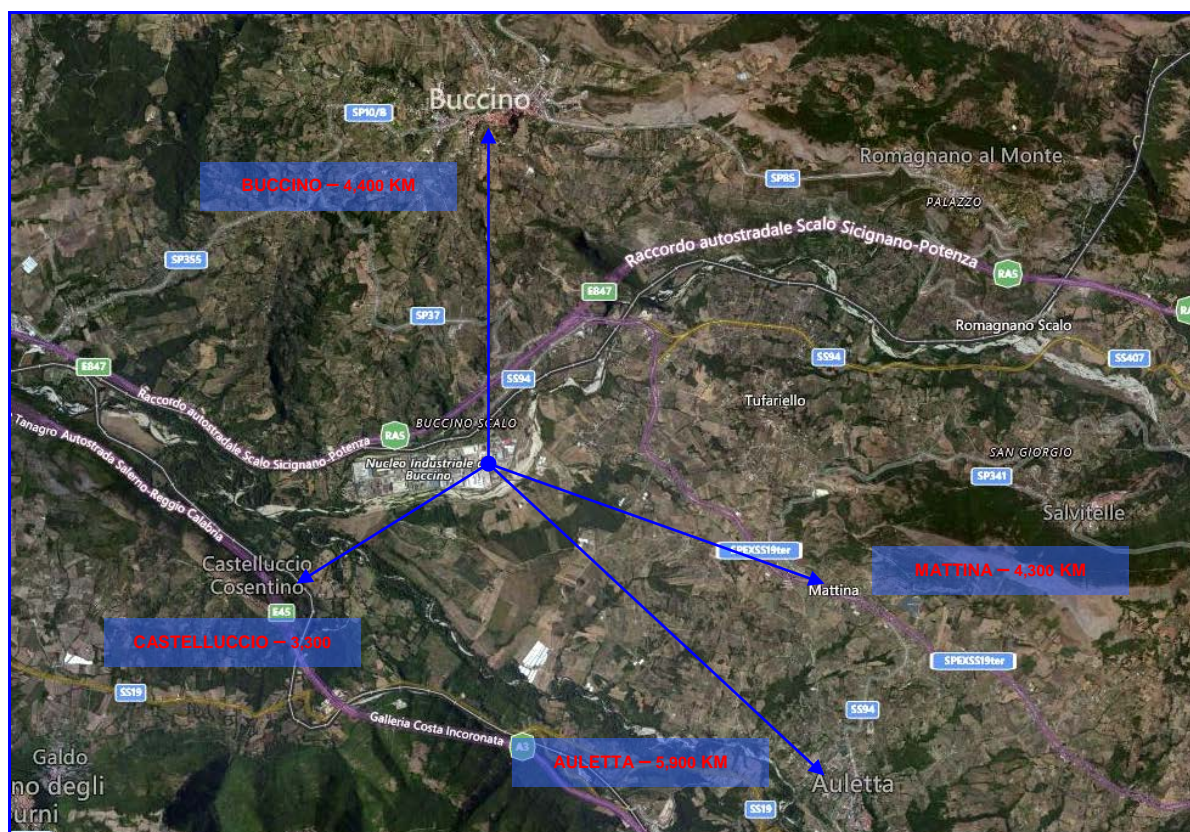 Buccino
SP10/B
Romagnano al Monte
BUCCINO – 4,400 KM
SP85
PALAZZO
Raccordo autostradale Scalo Sicignano-Potenza
SP355
RA5
E847
SP37
Romagnano Scalo
E847
SS94
SS94
SS407
Raccordo autostradale Scalo Sicignano-Potenza
Tufariello
Tanagro Autostrada Salerno-Reggio Calabria
RA5
BUCCINO SCALO
SAN GIORGIO
Nucleo Industriale
Buccino
SP341
Salvitelle
SPEXSS19ter
Castelluccio
Cosentino
MATTINA – 4,300 KM
Mattina
E45
CASTELLUCCIO – 3,300
SPEXSS19ter
SS19
SS94
Galleria Costa Incoronata
A3
Galdo
no degli
urni
AULETTA – 5,900 KM
Auletta
SS19